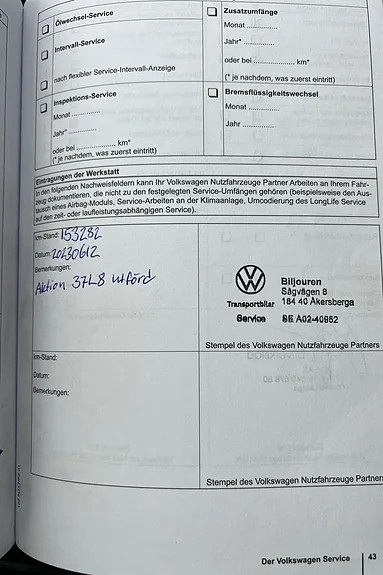 Ölwechsel-Service
Intervall-Service
nach flexibler Service-Intervall-Anzeige
Inspektions-Service
Monat ............
Jahr* ............
oder bei ................ km*
(* je nachdem, was zuerst eintritt)
Zusatzumfänge
Monat ............
Jahr* ............
oder bei ................ km*
(* je nachdem, was zuerst eintritt)
Bremsflüssigkeitswechsel
Monat ............
Jahr ............
Eintragungen der Werkstatt
In den folgenden Nachweisfeldern kann Ihr Volkswagen Nutzfahrzeuge Partner Arbeiten an Ihrem Fahr-
zeug dokumentieren, die nicht zu den festgelegten Service-Umfängen gehören (beispielsweise den Aus-
tausch eines Airbag-Moduls, Service-Arbeiten an der Klimaanlage, Umcodierung des LongLife Service
auf den zeit- oder laufleistungsabhängigen Service).
km-Stand: 153282
Datum: 20230612
Bemerkungen:
Aktion 37L8 utförd
Transportbilar
Service
Biljouren
Sågvägen 8
184 40 Åkersberga
SE A02-40952
Stempel des Volkswagen Nutzfahrzeuge Partners
km-Stand:
Datum:
Bemerkungen:
Stempel des Volkswagen Nutzfahrzeuge Partners
Der Volkswagen Service
43